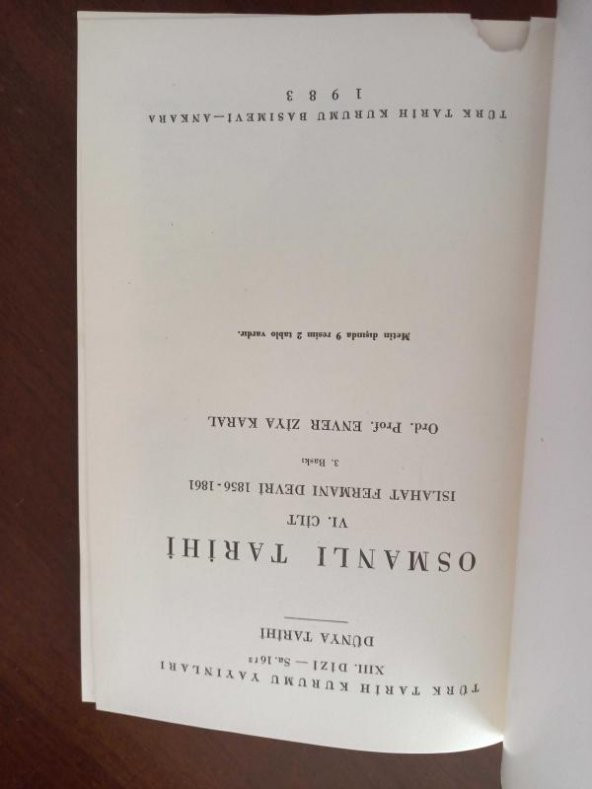 TÜRK TARİH KURUMU YAYINLARI
XIII. DİZİ — Sa. 16
DÜNYA TARİHİ
OSMANLI TARİHİ
VI. CİLT
ISLAHAT FERMANI DEVRİ 1856-1861
3. Baskı
Ord. Prof. ENVER ZİYA KARAL
Metin dışında 9 resim 2 tablo vardır.
TÜRK TARİH KURUMU BASIMEVİ—ANKARA
1983